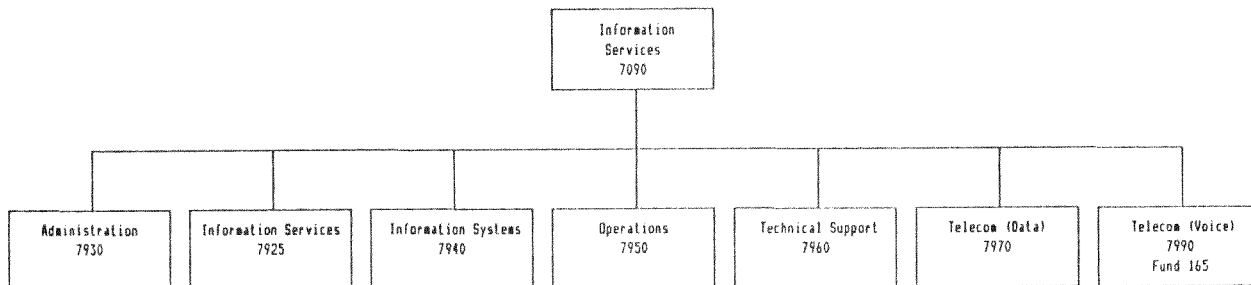 Information
Services
7090
Administration
7930
Information Services
7925
Information Systems
7940
Operations
7950
Technical Support
7960
Telecom (Data)
7970
Telecom (Voice)
7990
Fund 165